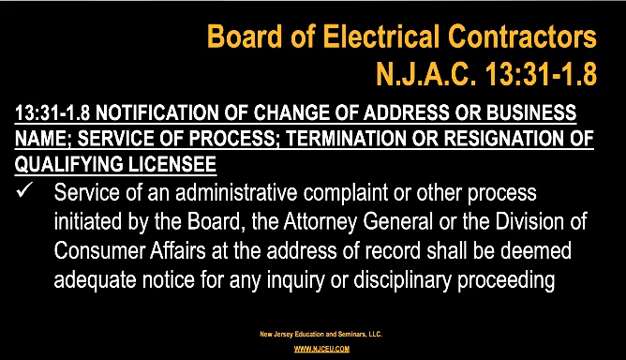 Board of Electrical Contractors
N.J.A.C. 13:31-1.8
13:31-1.8 NOTIFICATION OF CHANGE OF ADDRESS OR BUSINESS
NAME; SERVICE OF PROCESS; TERMINATION OR RESIGNATION OF
QUALIFYING LICENSEE
✓ Service of an administrative complaint or other process
initiated by the Board, the Attorney General or the Division of
Consumer Affairs at the address of record shall be deemed
adequate notice for any inquiry or disciplinary proceeding
New Jersey Education and Seminars, LLC.
WWW.NJCEU.COM